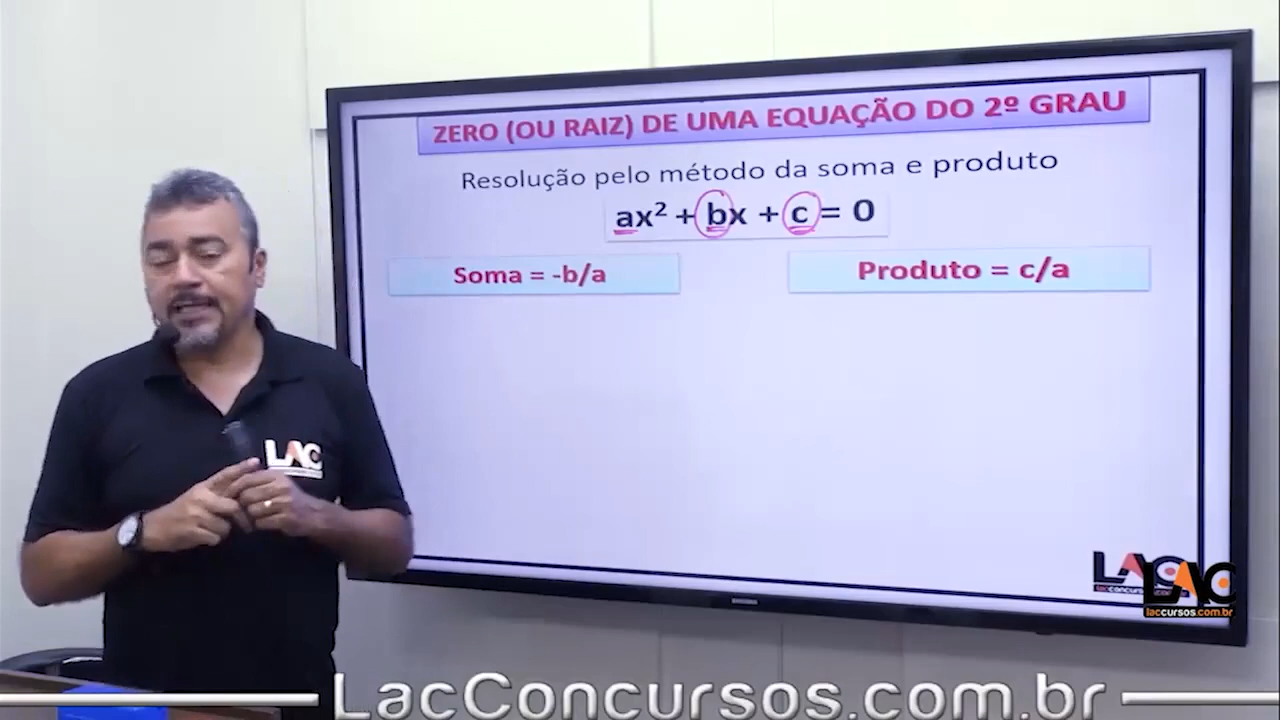 ZERO (OU RAIZ) DE UMA EQUAÇÃO DO 2º GRAU
Resolução pelo método da soma e produto
ax² + bx + c = 0
Soma = -b/a
Produto = c/a
LAC
LAC
LAC
laccursos.com.br
LacConcursos.com.br